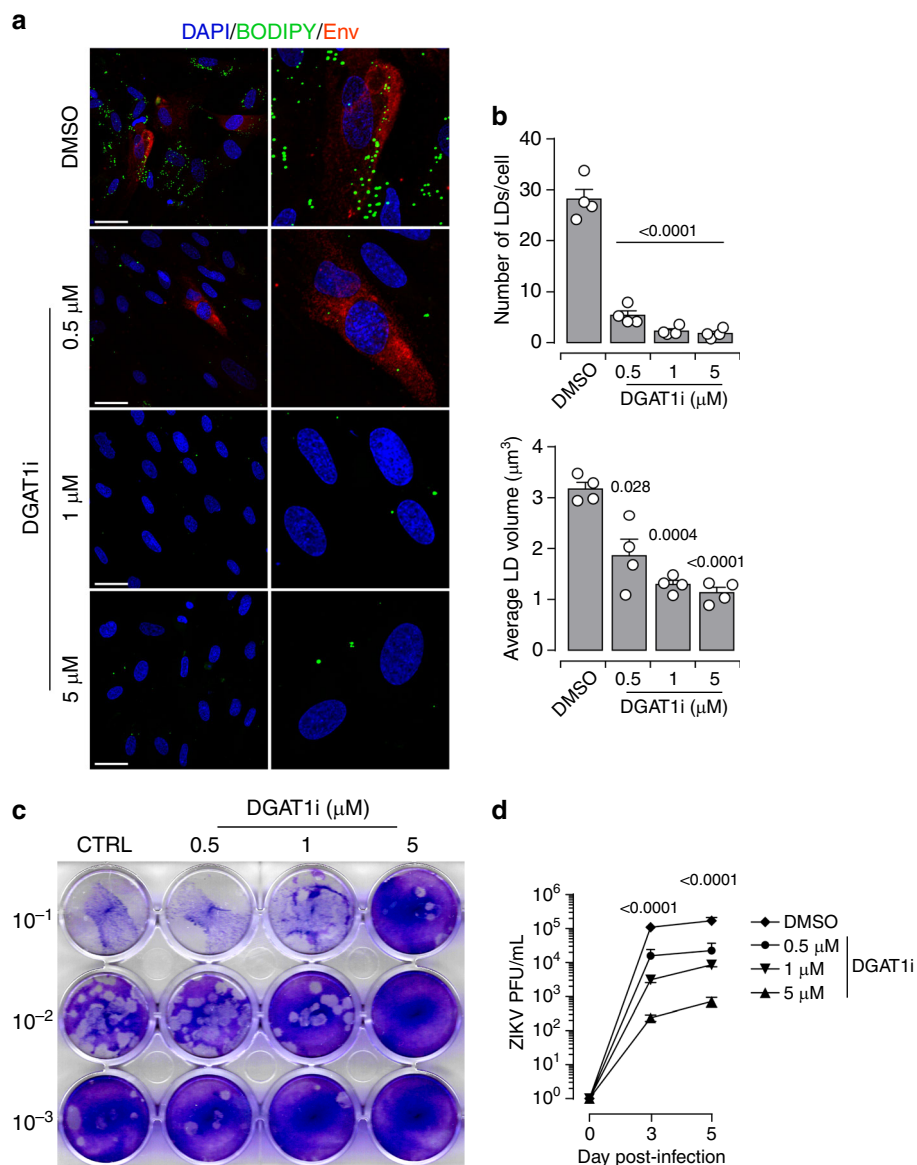 a
DAPI/BODIPY/Env
DMSO
DGAT1i
0.5 μM
1 μM
5 μM
b
Number of LDs/cell
40
30
20
10
0
<0.0001
DMSO
0.5 1 5
DGAT1i (μM)
Average LD volume (μm³)
4
3
2
1
0
0.028
0.0004
<0.0001
DMSO
0.5 1 5
DGAT1i (μM)
c
DGAT1i (μM)
CTRL 0.5 1 5
10⁻¹
10⁻²
10⁻³
d
ZIKV PFU/mL
10⁶
10⁵
10⁴
10³
10²
10¹
10⁰
<0.0001
<0.0001
0 3 5
Day post-infection
DMSO
0.5 μM
1 μM
5 μM
DGAT1i